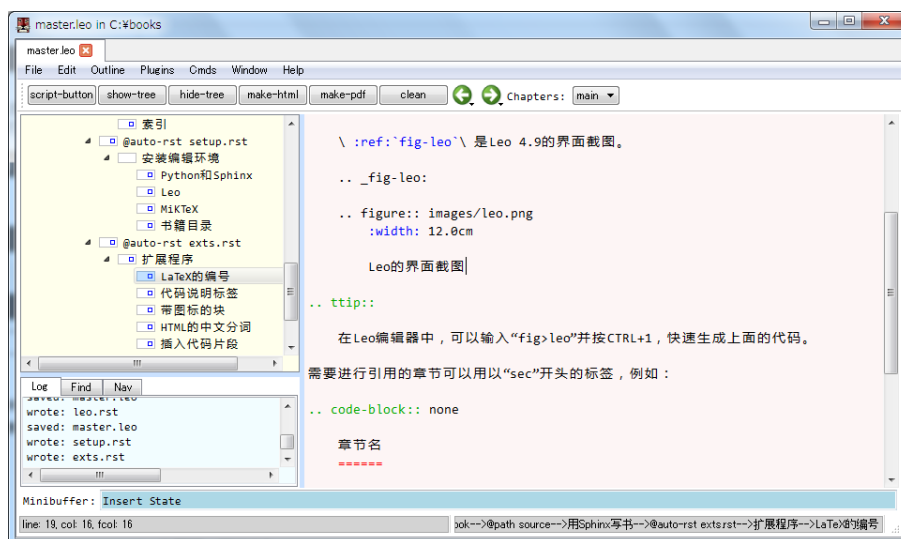 master.leo in C:¥books
master.leo
File Edit Outline Plugins Cmds Window Help
script-button show-tree hide-tree make-html make-pdf clean Chapters: main
索引
@auto-rst setup.rst
安装编辑环境
Python和Sphinx
Leo
MiKTeX
书籍目录
@auto-rst exts.rst
扩展程序
LaTeX的编号
代码说明标签
带图标的块
HTML的中文分词
插入代码片段
\ :ref:`fig-leo`\ 是Leo 4.9的界面截图。
.. _fig-leo:
.. figure:: images/leo.png
:width: 12.0cm
Leo的界面截图
.. ttip::
在Leo编辑器中，可以输入“fig>leo”并按CTRL+1，快速生成上面的代码。
需要进行引用的章节可以用以“sec”开头的标签，例如：
.. code-block:: none
章节名
======
Log Find Nav
saved: master.leo
wrote: leo.rst
saved: master.leo
wrote: setup.rst
wrote: exts.rst
Minibuffer: Insert State
line: 19, col: 16, fcol: 16
ook-->@path source-->用Sphinx写书-->@auto-rst exts.rst-->扩展程序-->LaTeX的编号